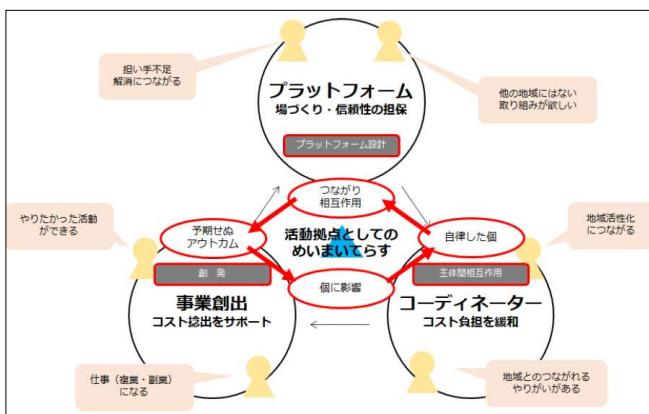 担い手不足
解消につながる
プラットフォーム
場づくり・信頼性の担保
プラットフォーム設計
他の地域にはない
取り組みが欲しい
つながり
相互作用
やりたかった活動
ができる
予期せぬ
アウトカム
活動拠点としての
めいまいてらす
自律した個
地域活性化
につながる
創 発
個に影響
主体間相互作用
事業創出
コスト捻出をサポート
コーディネーター
コスト負担を緩和
仕事（複業・副業）
になる
地域とのつながれる
やりがいがある